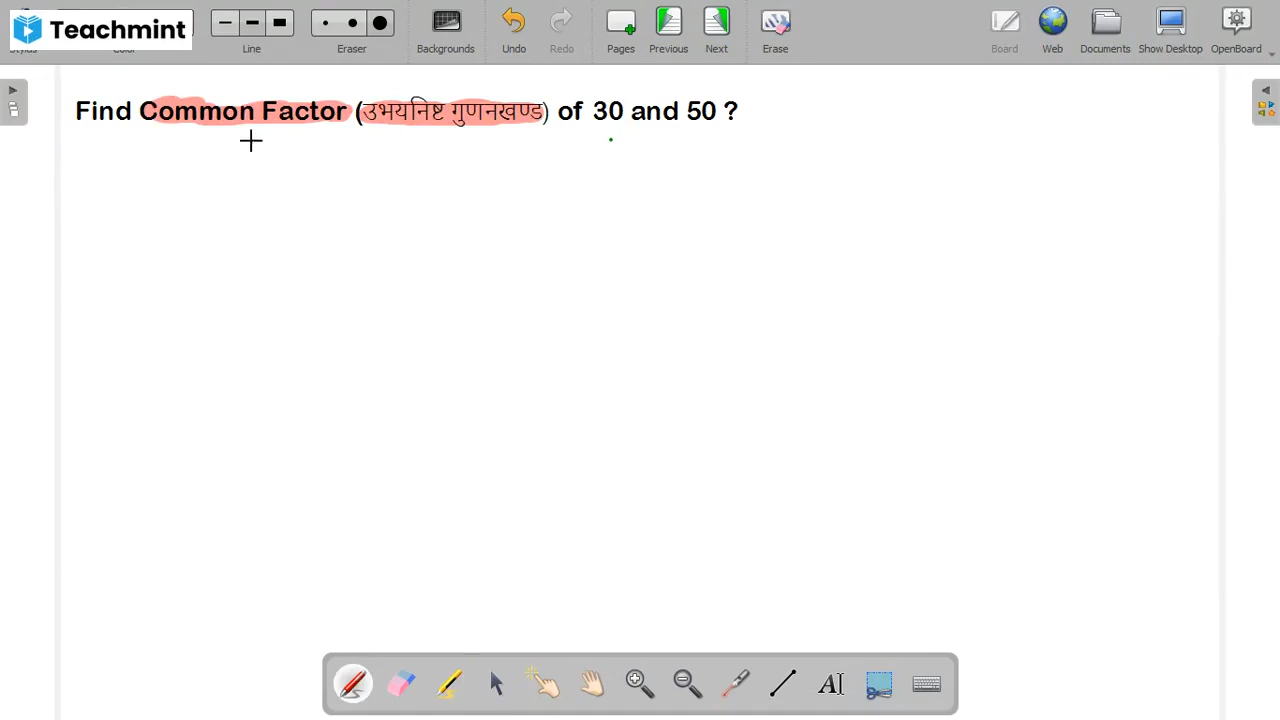 Teachmint
Line
Eraser
Backgrounds
Undo
Redo
Pages
Previous
Next
Erase
Board
Web
Documents
Show Desktop
OpenBoard
Find Common Factor (उभयनिष्ट गुणनखण्ड) of 30 and 50 ?
AI